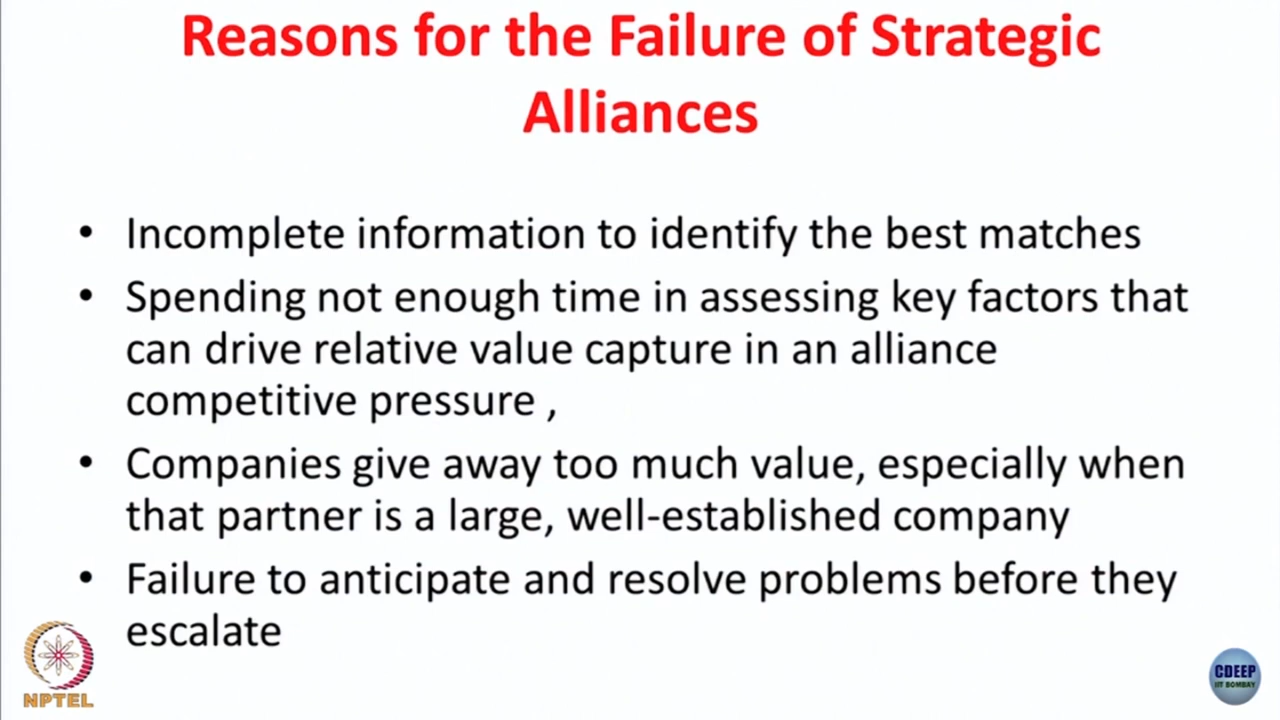 Reasons for the Failure of Strategic
Alliances
• Incomplete information to identify the best matches
• Spending not enough time in assessing key factors that
can drive relative value capture in an alliance
competitive pressure ,
• Companies give away too much value, especially when
that partner is a large, well-established company
• Failure to anticipate and resolve problems before they
escalate
NPTEL
CDEEP
IIT BOMBAY